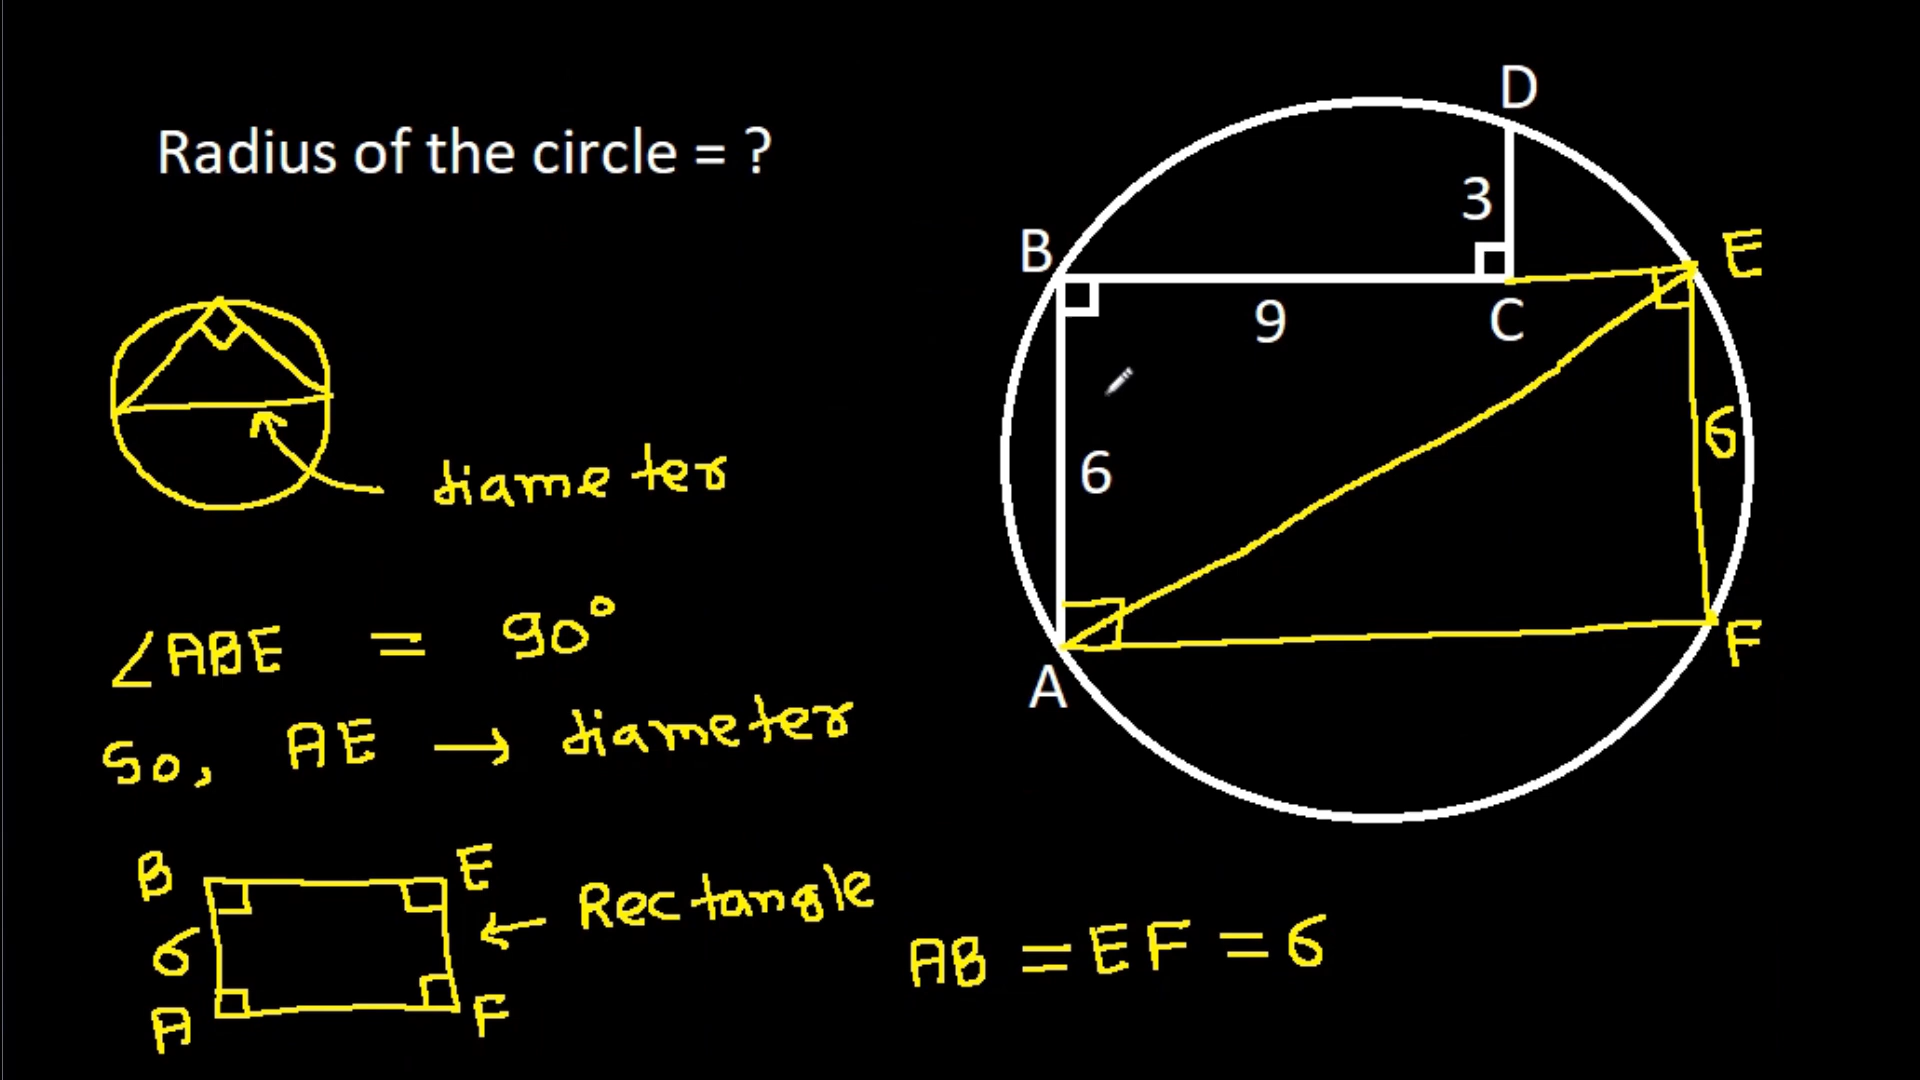 Radius of the circle = ?
diameter
∠ABE = 90°
So, AE → diameter
B E
6
A F
← Rectangle
AB = EF = 6
D
3
B
E
9
C
6
6
A
F